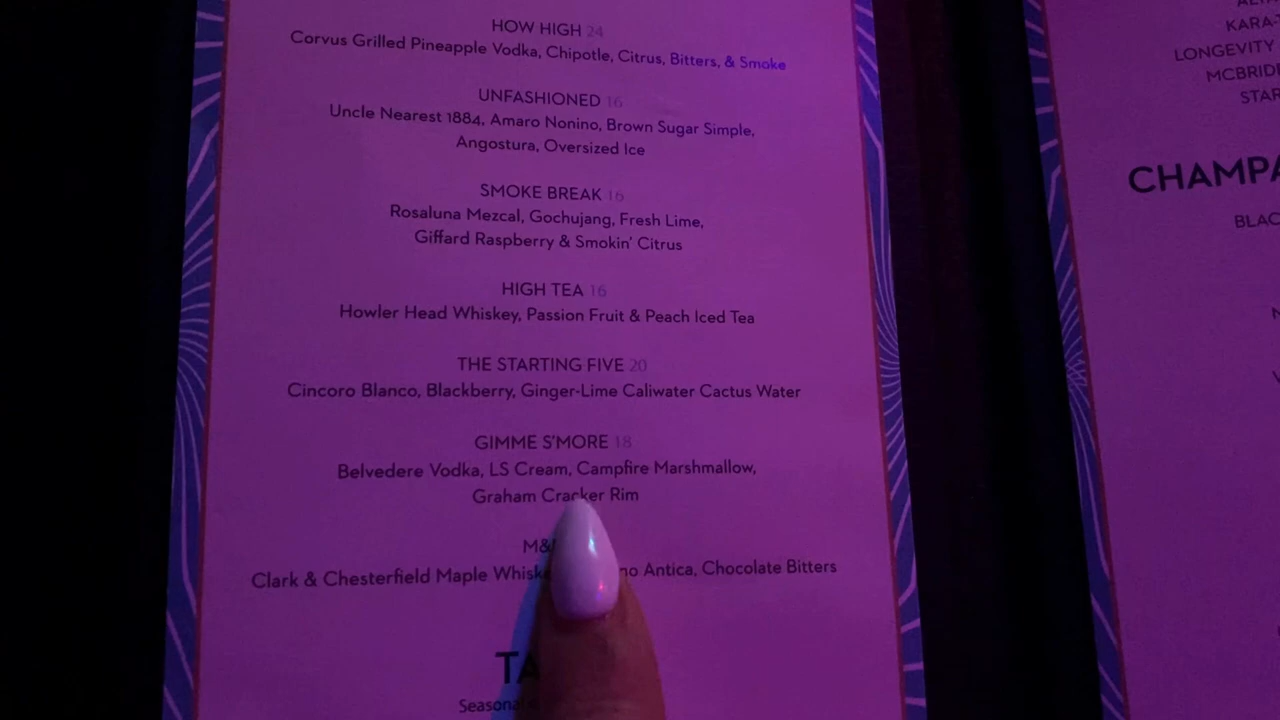 HOW HIGH 24
Corvus Grilled Pineapple Vodka, Chipotle, Citrus, Bitters, & Smoke
UNFASHIONED 16
Uncle Nearest 1884, Amaro Nonino, Brown Sugar Simple,
Angostura, Oversized Ice
SMOKE BREAK 16
Rosaluna Mezcal, Gochujang, Fresh Lime,
Giffard Raspberry & Smokin' Citrus
HIGH TEA 16
Howler Head Whiskey, Passion Fruit & Peach Iced Tea
THE STARTING FIVE 20
Cincoro Blanco, Blackberry, Ginger-Lime Caliwater Cactus Water
GIMME S'MORE 18
Belvedere Vodka, LS Cream, Campfire Marshmallow,
Graham Cracker Rim
M&
Clark & Chesterfield Maple Antica, Chocolate Bitters
KARA
LONGEVITY
MCBRID
STAR
CHAMPA
BLAC